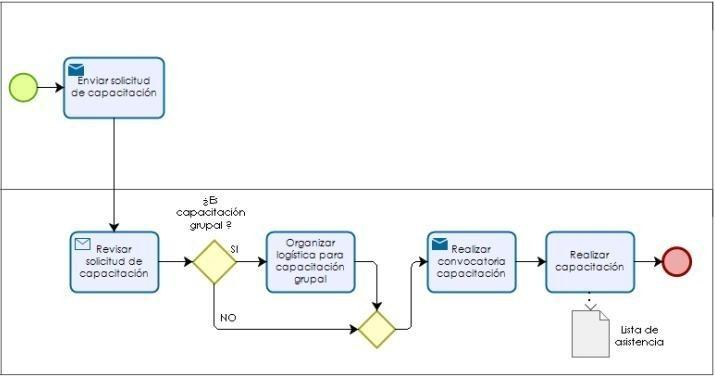 Enviar solicitud
de capacitación
¿Es
capacitación
grupal ?
Revisar
solicitud de
capacitación
SI
Organizar
logística para
capacitación
grupal
NO
Realizar
convocatoria
capacitación
Realizar
capacitación
Lista de
asistencia